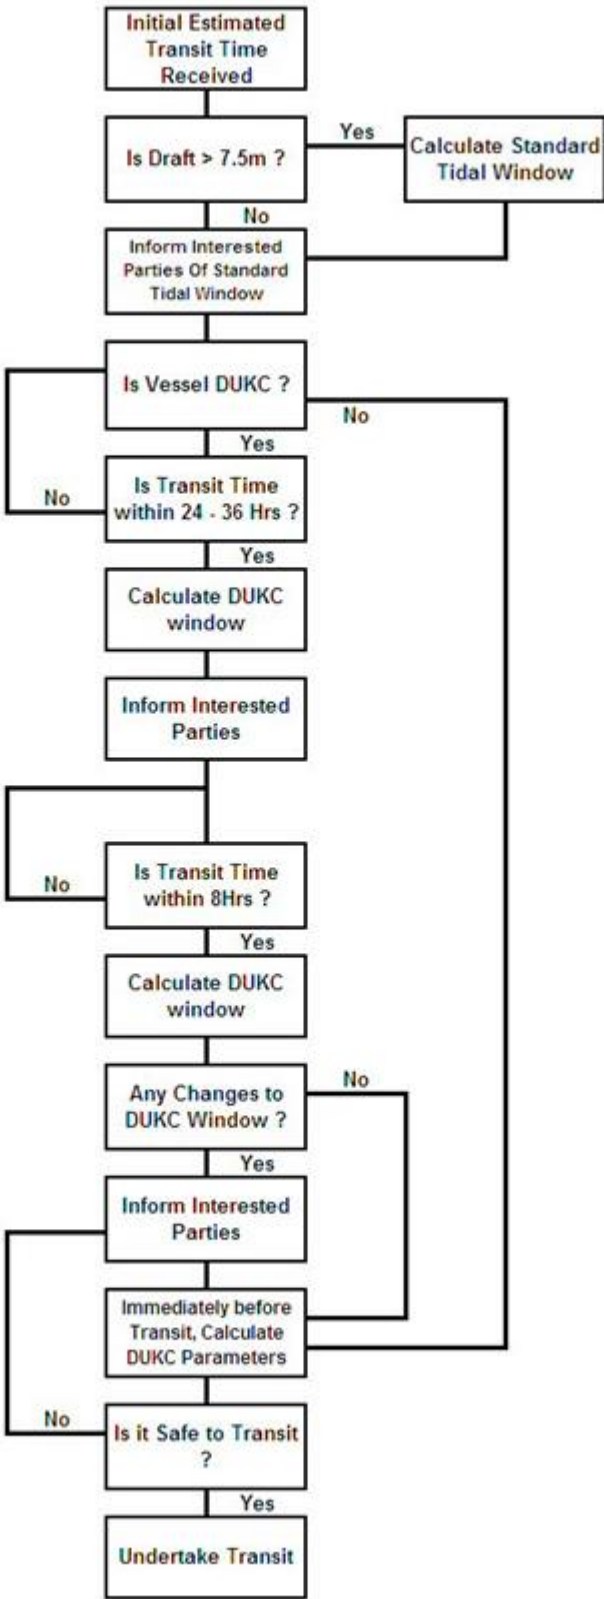 Initial Estimated
Transit Time
Received
Is Draft > 7.5m ?
Yes
Calculate Standard
Tidal Window
No
Inform Interested
Parties Of Standard
Tidal Window
Is Vessel DUKC ?
No
Yes
Is Transit Time
within 24 - 36 Hrs ?
No
Yes
Calculate DUKC
window
Inform Interested
Parties
Is Transit Time
within 8Hrs ?
No
Yes
Calculate DUKC
window
Any Changes to
DUKC Window ?
No
Yes
Inform Interested
Parties
Immediately before
Transit, Calculate
DUKC Parameters
No
Is it Safe to Transit
?
Yes
Undertake Transit